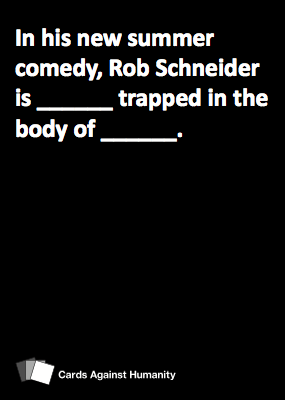 In his new summer
comedy, Rob Schneider
is ______ trapped in the
body of ______.
Cards Against Humanity